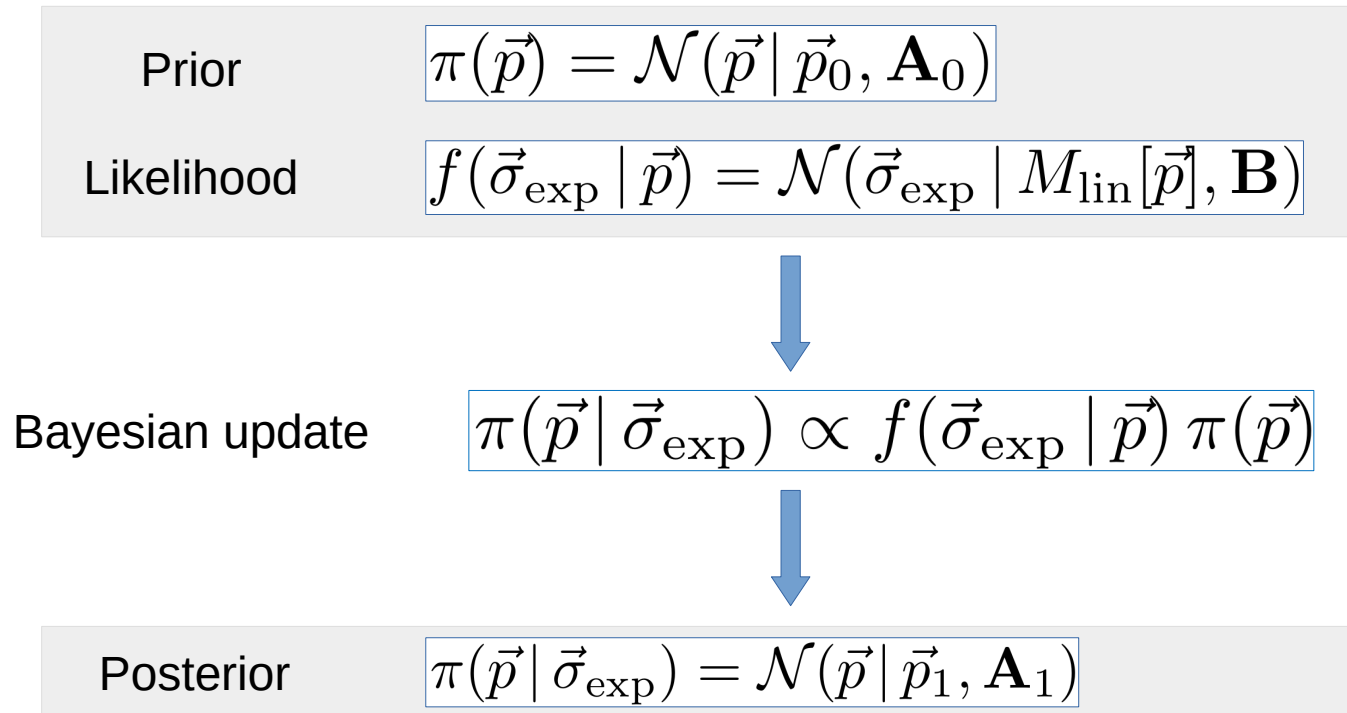 Prior π(p⃗) = 𝒩(p⃗ | p⃗₀, 𝐀₀)
Likelihood f(σ⃗_exp | p⃗) = 𝒩(σ⃗_exp | M_lin[p⃗], 𝐁)
Bayesian update π(p⃗ | σ⃗_exp) ∝ f(σ⃗_exp | p⃗) π(p⃗)
Posterior π(p⃗ | σ⃗_exp) = 𝒩(p⃗ | p⃗₁, 𝐀₁)